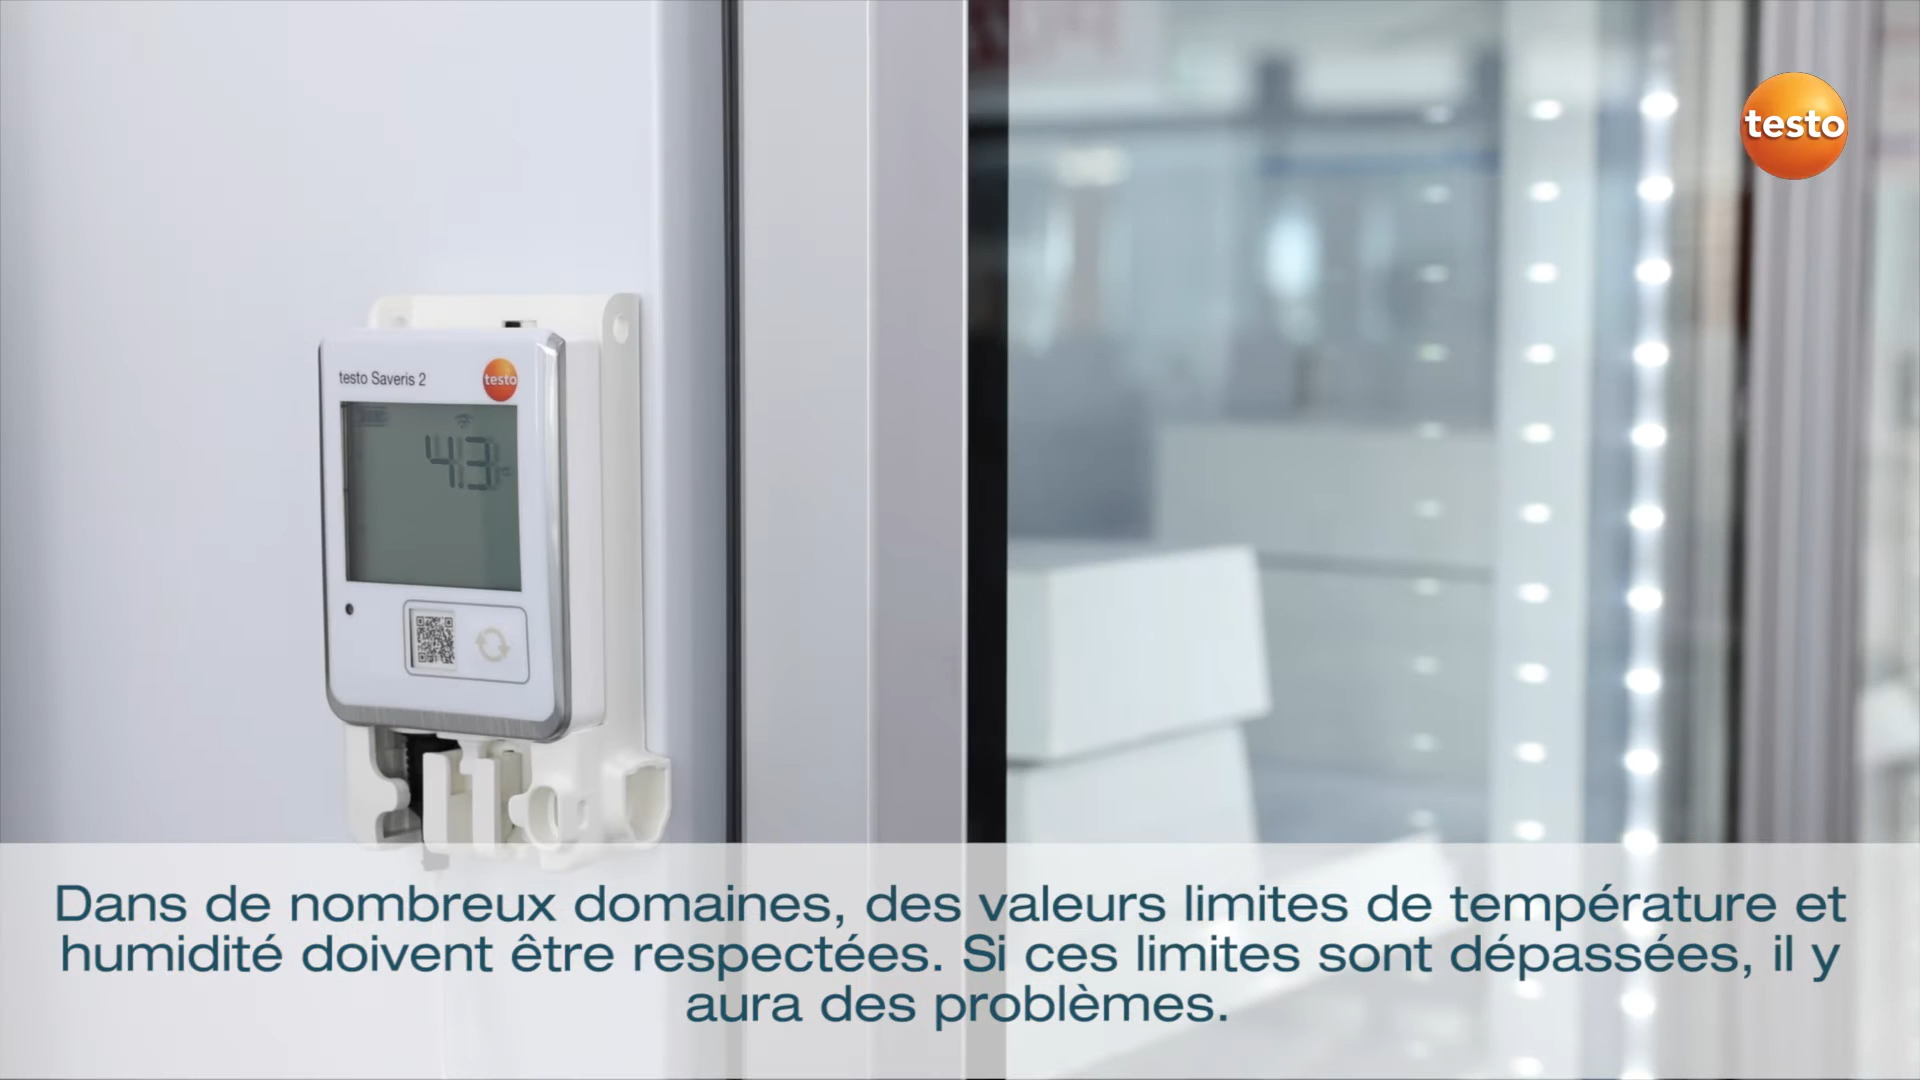 testo
testo Saveris 2
testo
4.3
Dans de nombreux domaines, des valeurs limites de température et
humidité doivent être respectées. Si ces limites sont dépassées, il y
aura des problèmes.